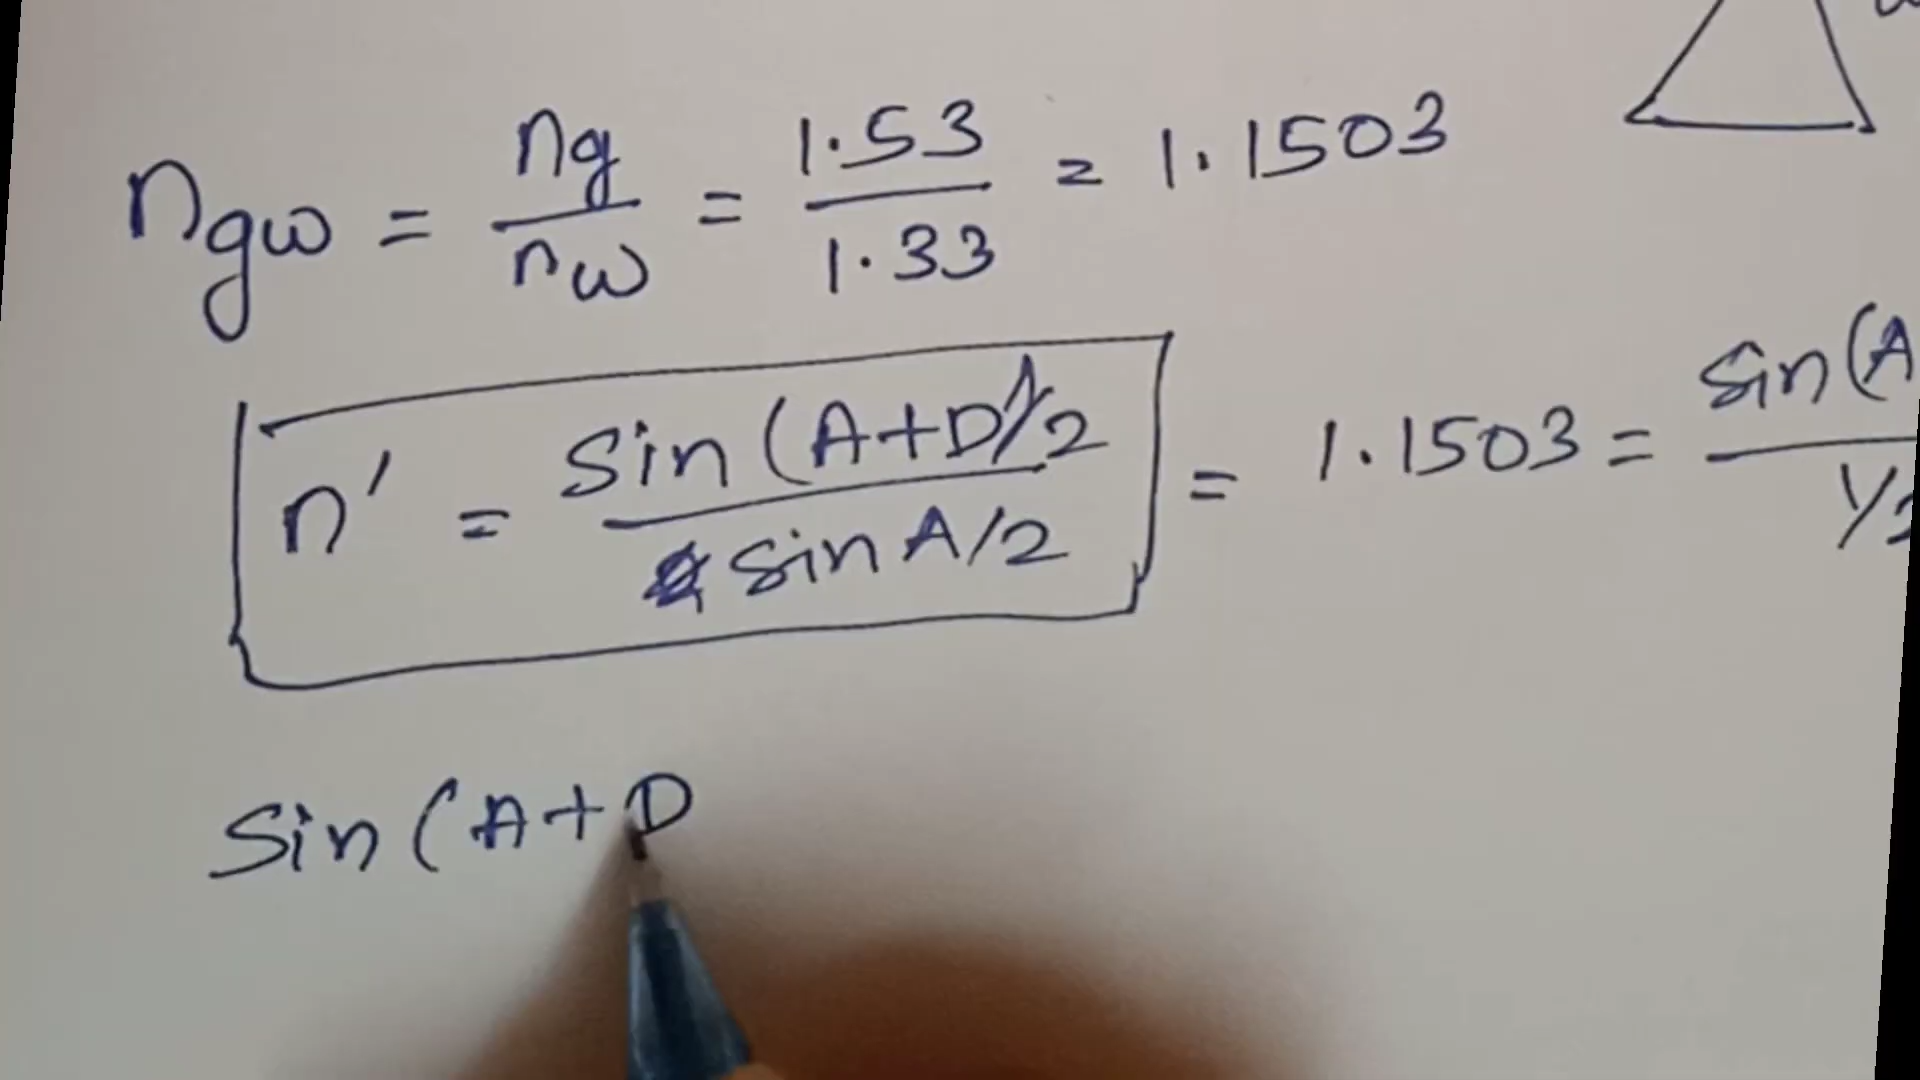 ngw = ng/nw = 1.53/1.33 = 1.1503
n' = sin(A+D)/2 / sin A/2 = 1.1503 = sin(A / 1/2
sin(A+D